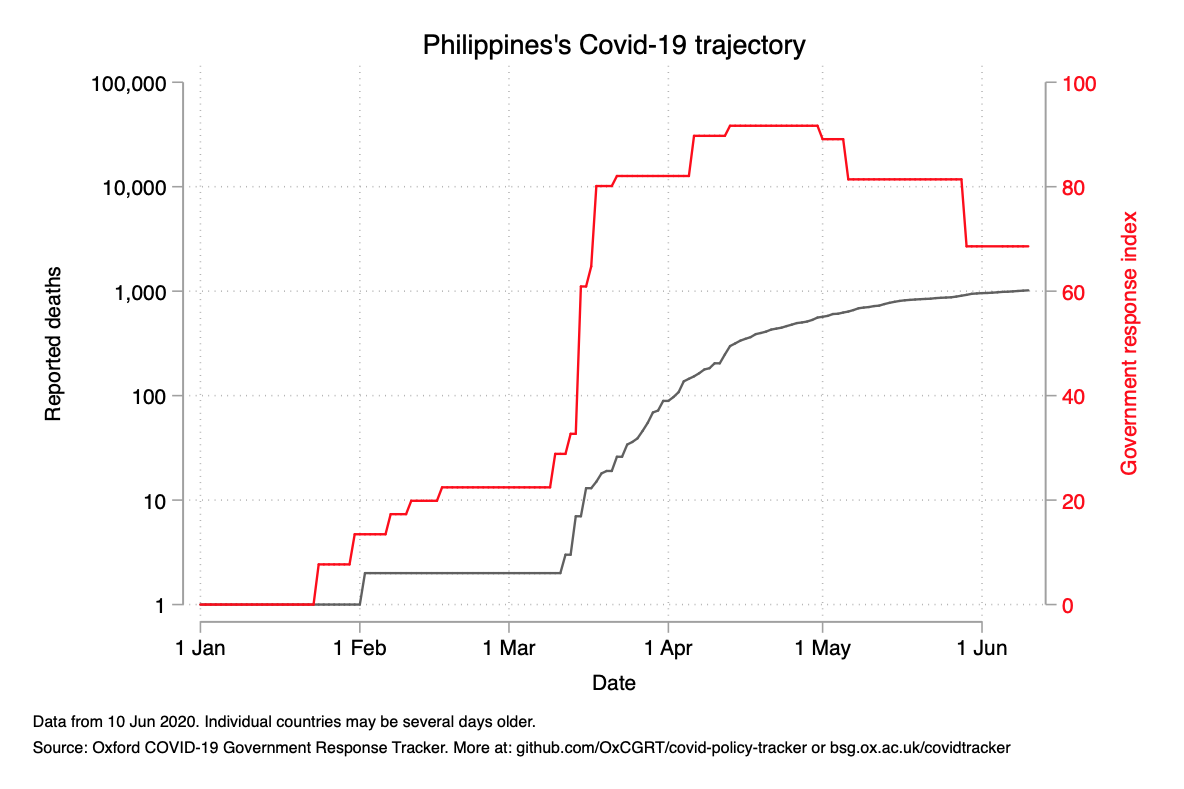 Philippines's Covid-19 trajectory
100,000
10,000
1,000
100
10
1
Reported deaths
100
80
60
40
20
0
Government response index
1 Jan
1 Feb
1 Mar
1 Apr
1 May
1 Jun
Date
Data from 10 Jun 2020. Individual countries may be several days older.
Source: Oxford COVID-19 Government Response Tracker. More at: github.com/OxCGRT/covid-policy-tracker or bsg.ox.ac.uk/covidtracker